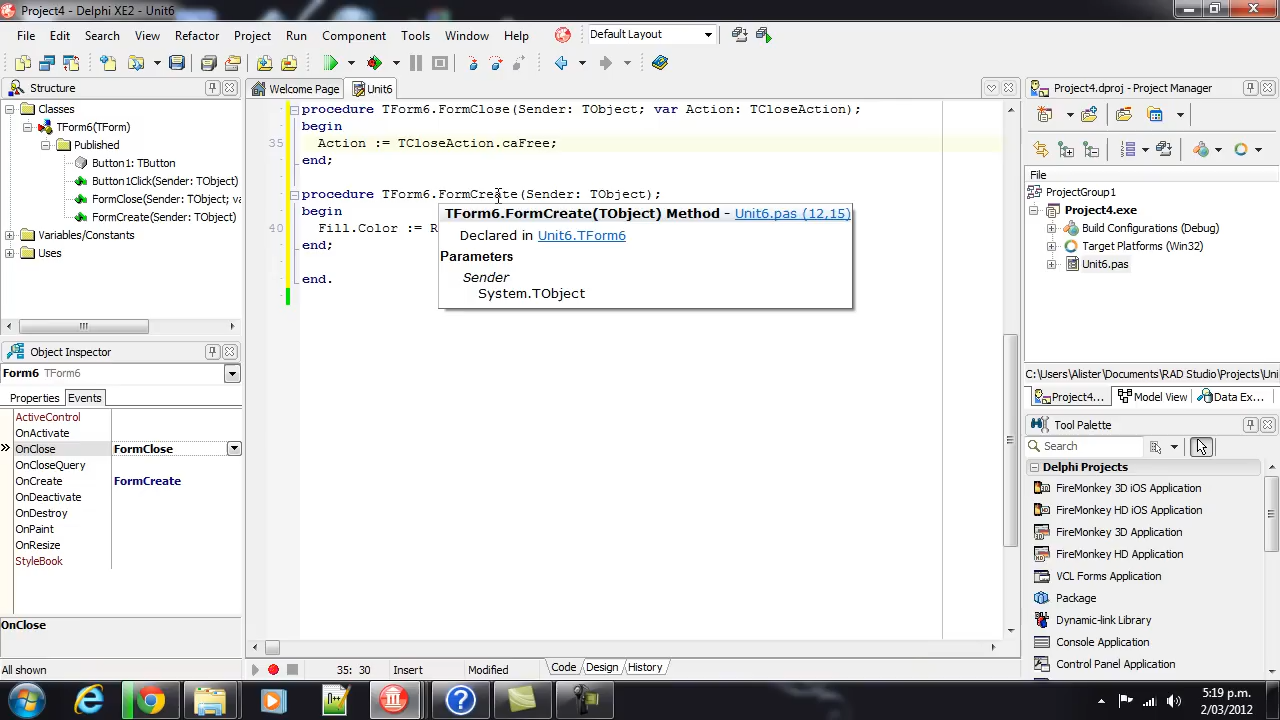 Project4 - Delphi XE2 - Unit6
File Edit Search View Refactor Project Run Component Tools Window Help
Default Layout
Structure
Classes
TForm6(TForm)
Published
Button1: TButton
Button1Click(Sender: TObject)
FormClose(Sender: TObject; va
FormCreate(Sender: TObject)
Variables/Constants
Uses
Object Inspector
Form6 TForm6
Properties Events
ActiveControl
OnActivate
OnClose FormClose
OnCloseQuery
OnCreate FormCreate
OnDeactivate
OnDestroy
OnPaint
OnResize
StyleBook
OnClose
All shown
Welcome Page Unit6
procedure TForm6.FormClose(Sender: TObject; var Action: TCloseAction);
begin
35 Action := TCloseAction.caFree;
end;
procedure TForm6.FormCreate(Sender: TObject);
begin
40 Fill.Color := R
end;
end.
TForm6.FormCreate(TObject) Method - Unit6.pas (12,15)
Declared in Unit6.TForm6
Parameters
Sender
System.TObject
35: 30 Insert Modified Code Design History
Project4.dproj - Project Manager
File
ProjectGroup1
Project4.exe
Build Configurations (Debug)
Target Platforms (Win32)
Unit6.pas
C:\Users\Alister\Documents\RAD Studio\Projects\Uni
Project4... Model View Data Ex...
Tool Palette
Search
Delphi Projects
FireMonkey 3D iOS Application
FireMonkey HD iOS Application
FireMonkey 3D Application
FireMonkey HD Application
VCL Forms Application
Package
Dynamic-link Library
Console Application
Control Panel Application
5:19 p.m.
2/03/2012